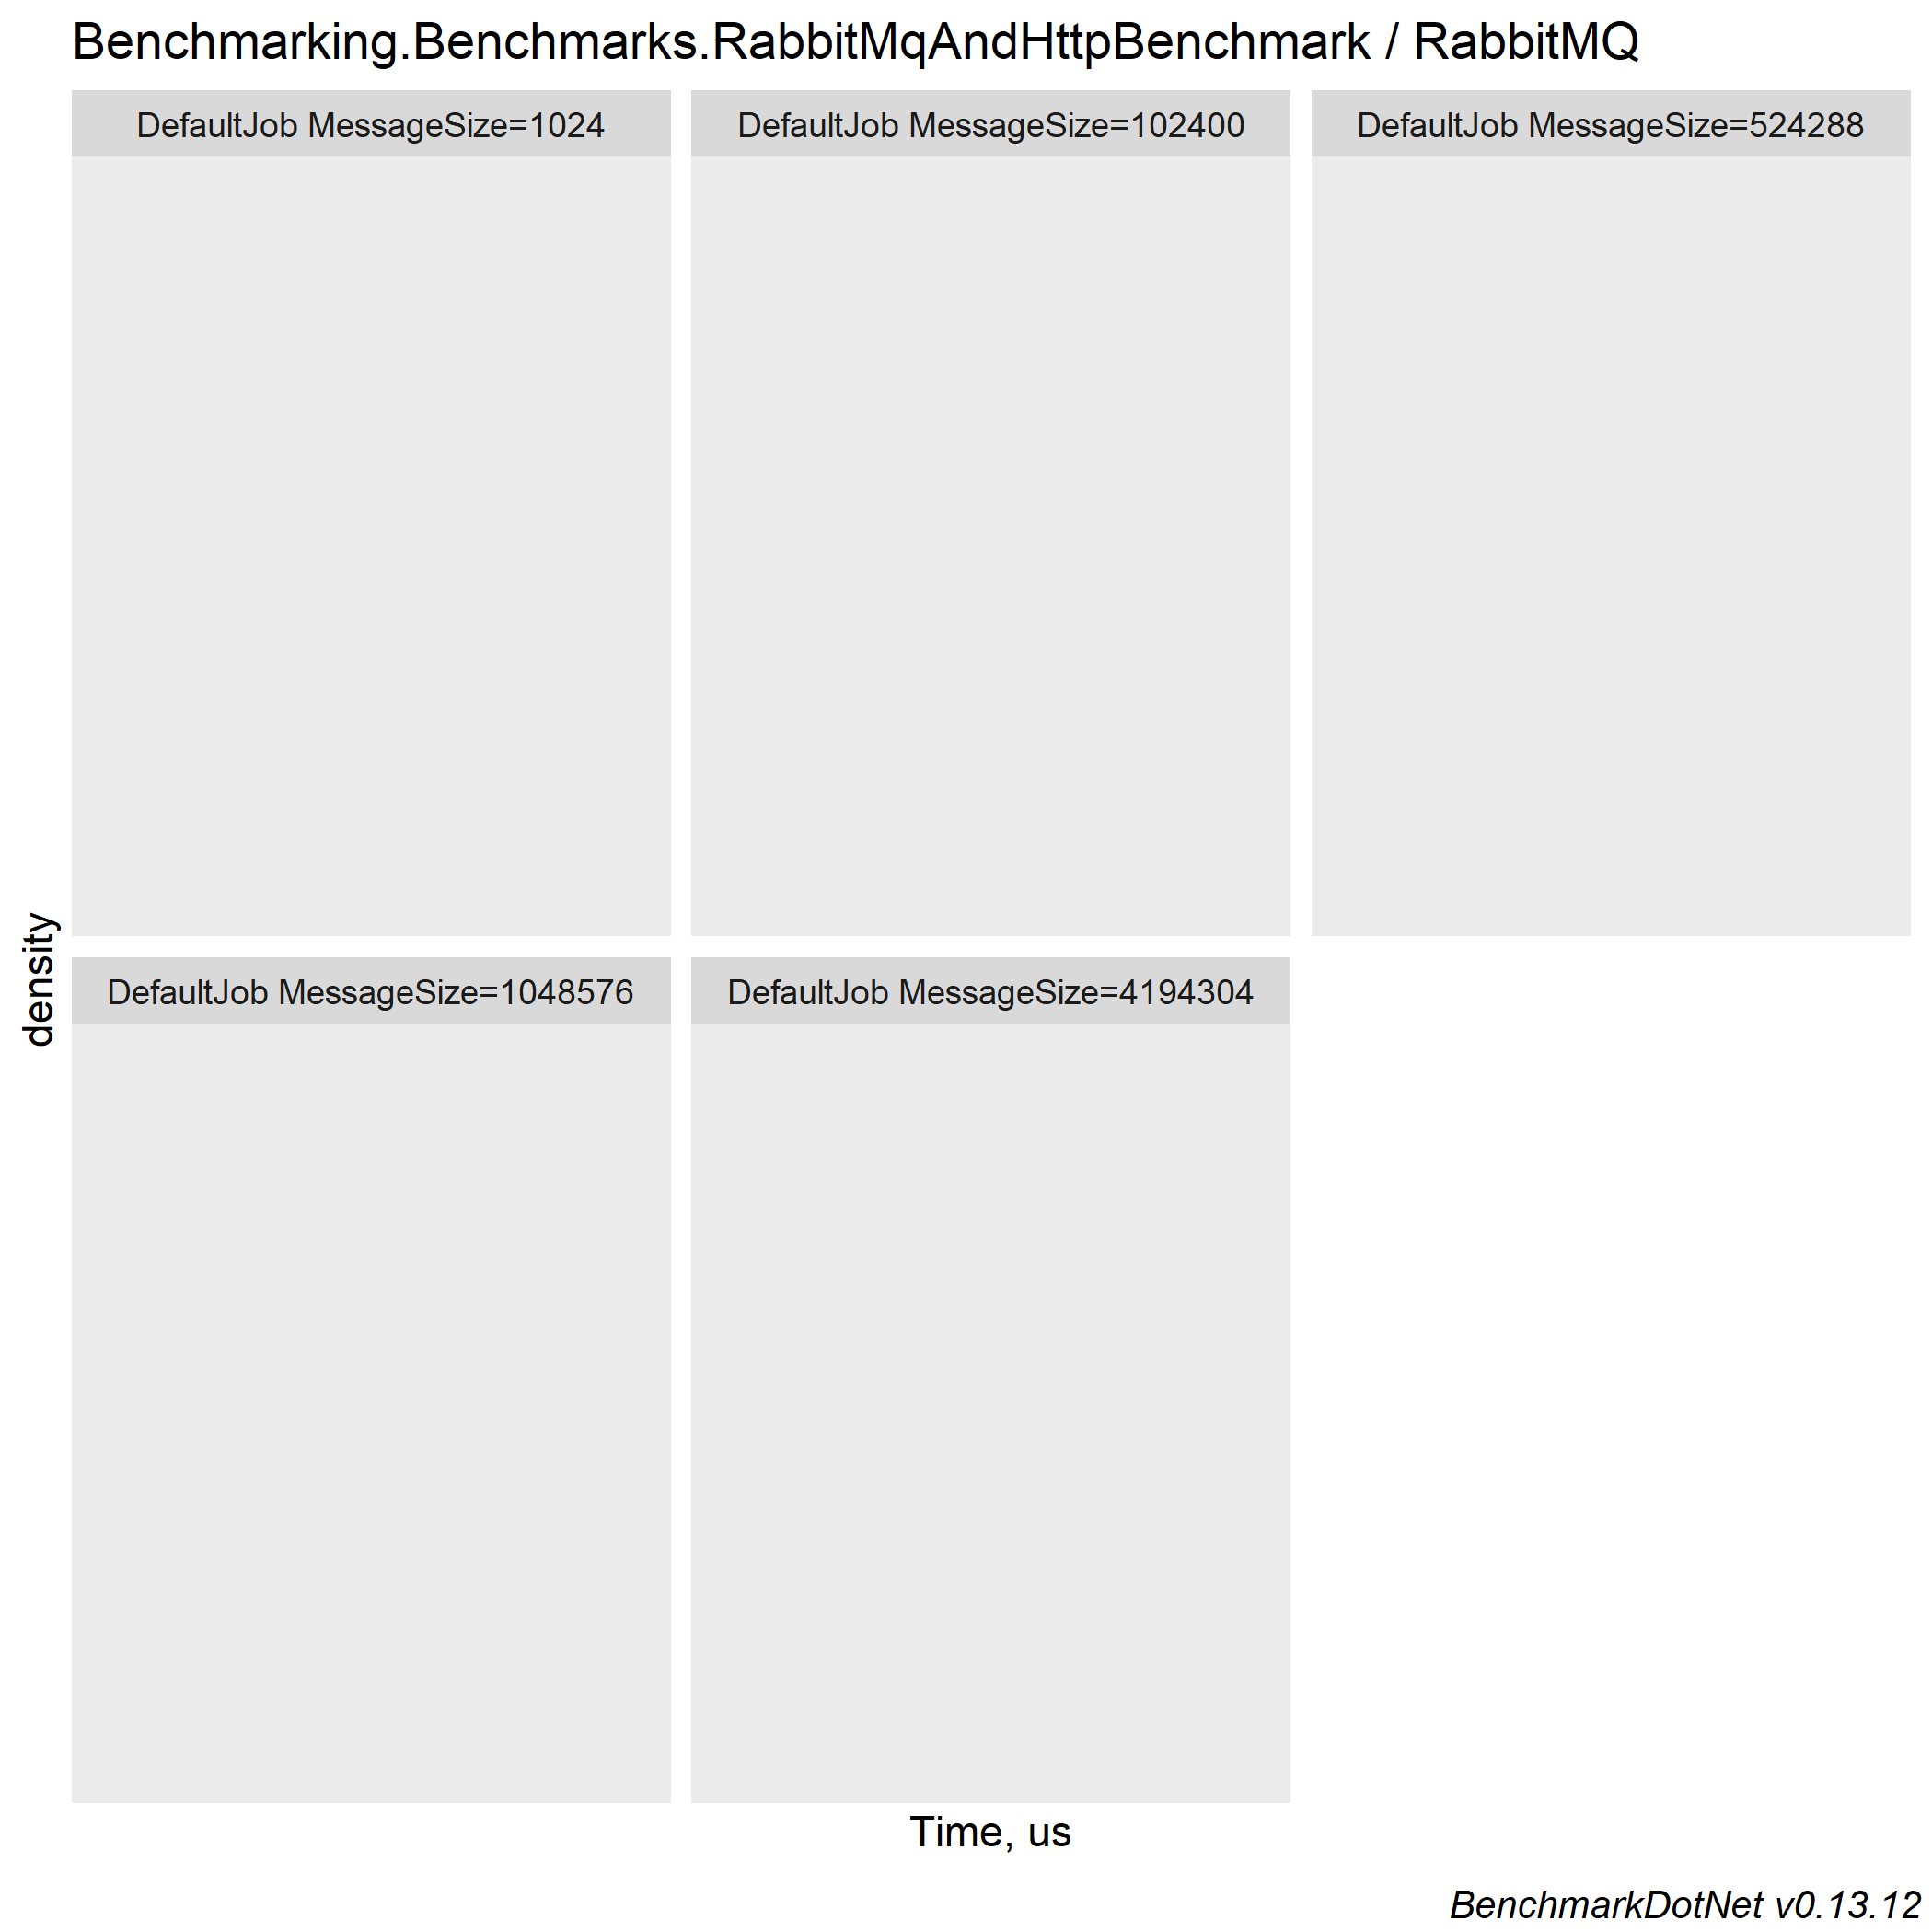 Benchmarking.Benchmarks.RabbitMqAndHttpBenchmark / RabbitMQ
DefaultJob MessageSize=1024
DefaultJob MessageSize=102400
DefaultJob MessageSize=524288
density
DefaultJob MessageSize=1048576
DefaultJob MessageSize=4194304
Time, us
BenchmarkDotNet v0.13.12